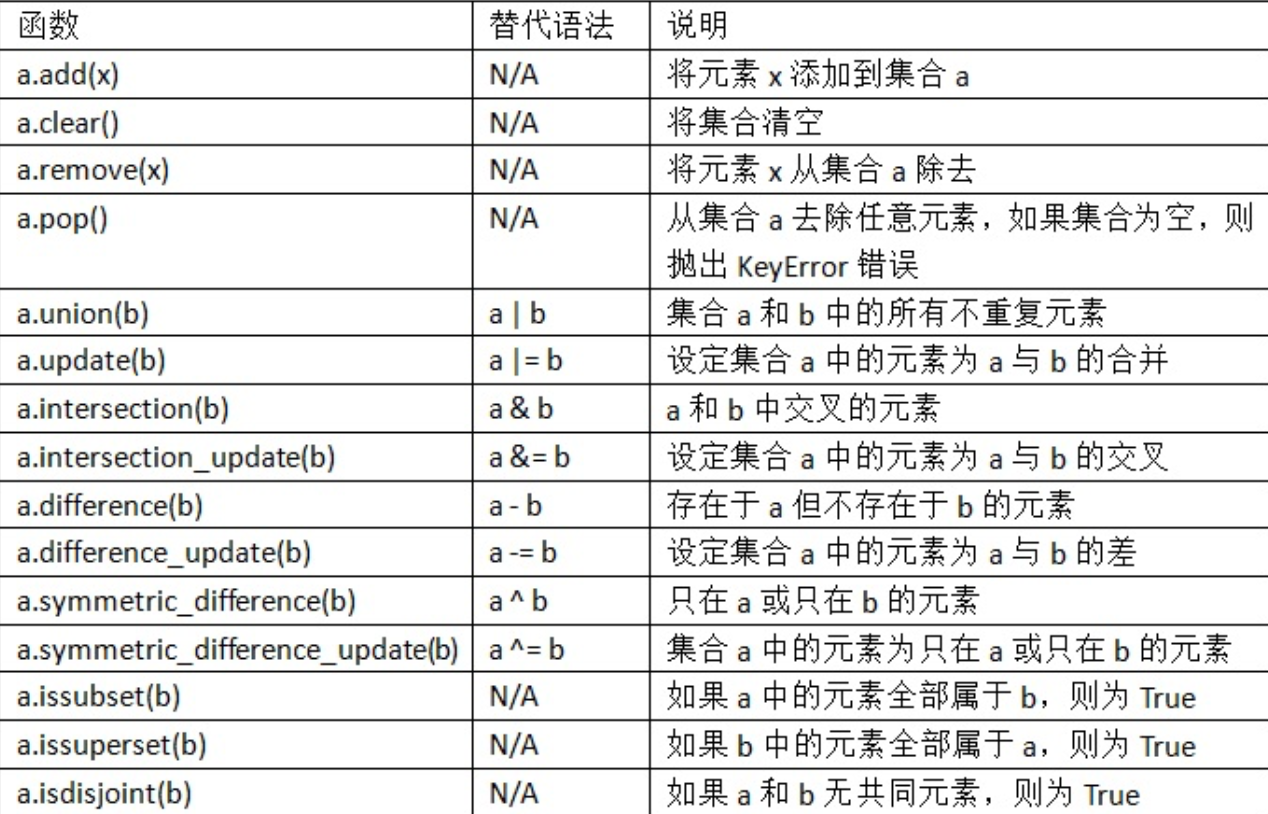 函数 替代语法 说明
a.add(x) N/A 将元素 x 添加到集合 a
a.clear() N/A 将集合清空
a.remove(x) N/A 将元素 x 从集合 a 除去
a.pop() N/A 从集合 a 去除任意元素，如果集合为空，则
抛出 KeyError 错误
a.union(b) a | b 集合 a 和 b 中的所有不重复元素
a.update(b) a |= b 设定集合 a 中的元素为 a 与 b 的合并
a.intersection(b) a & b a 和 b 中交叉的元素
a.intersection_update(b) a &= b 设定集合 a 中的元素为 a 与 b 的交叉
a.difference(b) a - b 存在于 a 但不存在于 b 的元素
a.difference_update(b) a -= b 设定集合 a 中的元素为 a 与 b 的差
a.symmetric_difference(b) a ^ b 只在 a 或只在 b 的元素
a.symmetric_difference_update(b) a ^= b 集合 a 中的元素为只在 a 或只在 b 的元素
a.issubset(b) N/A 如果 a 中的元素全部属于 b，则为 True
a.issuperset(b) N/A 如果 b 中的元素全部属于 a，则为 True
a.isdisjoint(b) N/A 如果 a 和 b 无共同元素，则为 True